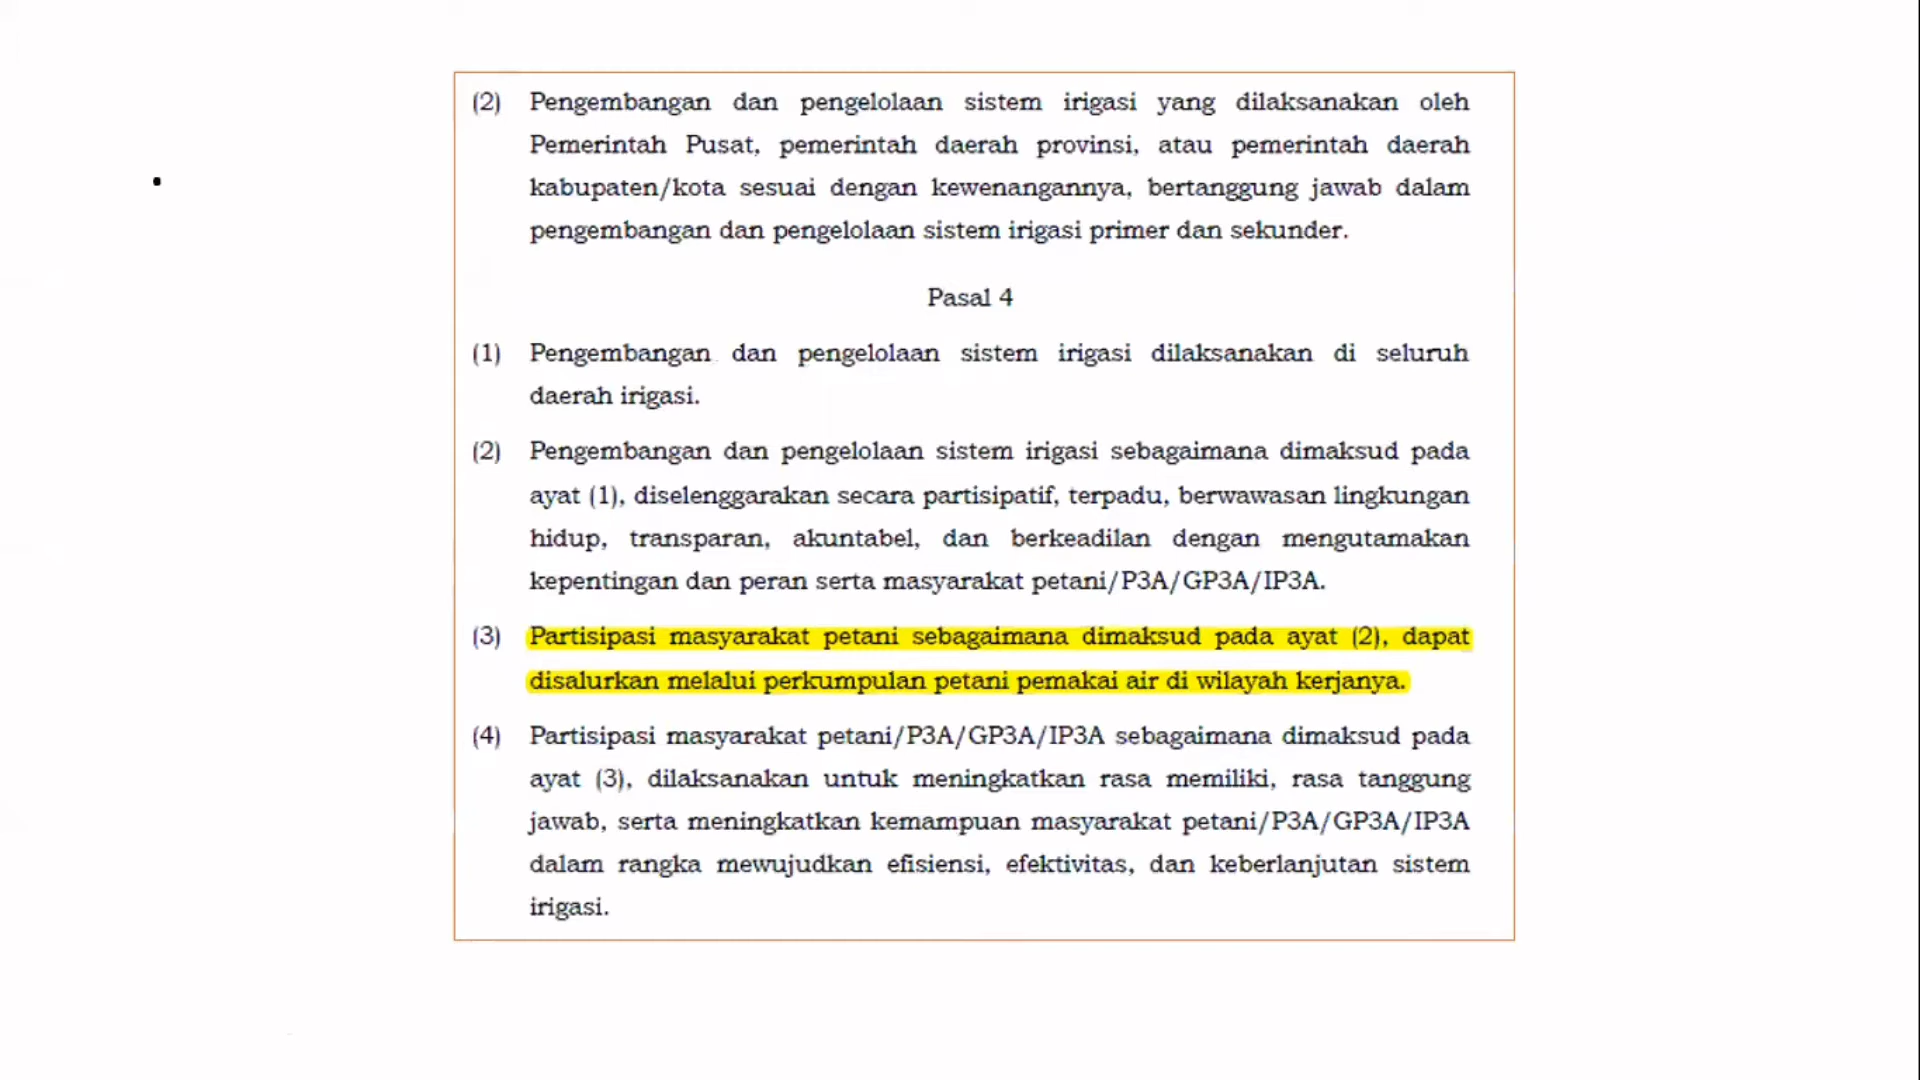 (2) Pengembangan dan pengelolaan sistem irigasi yang dilaksanakan oleh
Pemerintah Pusat, pemerintah daerah provinsi, atau pemerintah daerah
kabupaten/kota sesuai dengan kewenangannya, bertanggung jawab dalam
pengembangan dan pengelolaan sistem irigasi primer dan sekunder.
Pasal 4
(1) Pengembangan dan pengelolaan sistem irigasi dilaksanakan di seluruh
daerah irigasi.
(2) Pengembangan dan pengelolaan sistem irigasi sebagaimana dimaksud pada
ayat (1), diselenggarakan secara partisipatif, terpadu, berwawasan lingkungan
hidup, transparan, akuntabel, dan berkeadilan dengan mengutamakan
kepentingan dan peran serta masyarakat petani/P3A/GP3A/IP3A.
(3) Partisipasi masyarakat petani sebagaimana dimaksud pada ayat (2), dapat
disalurkan melalui perkumpulan petani pemakai air di wilayah kerjanya.
(4) Partisipasi masyarakat petani/P3A/GP3A/IP3A sebagaimana dimaksud pada
ayat (3), dilaksanakan untuk meningkatkan rasa memiliki, rasa tanggung
jawab, serta meningkatkan kemampuan masyarakat petani/P3A/GP3A/IP3A
dalam rangka mewujudkan efisiensi, efektivitas, dan keberlanjutan sistem
irigasi.